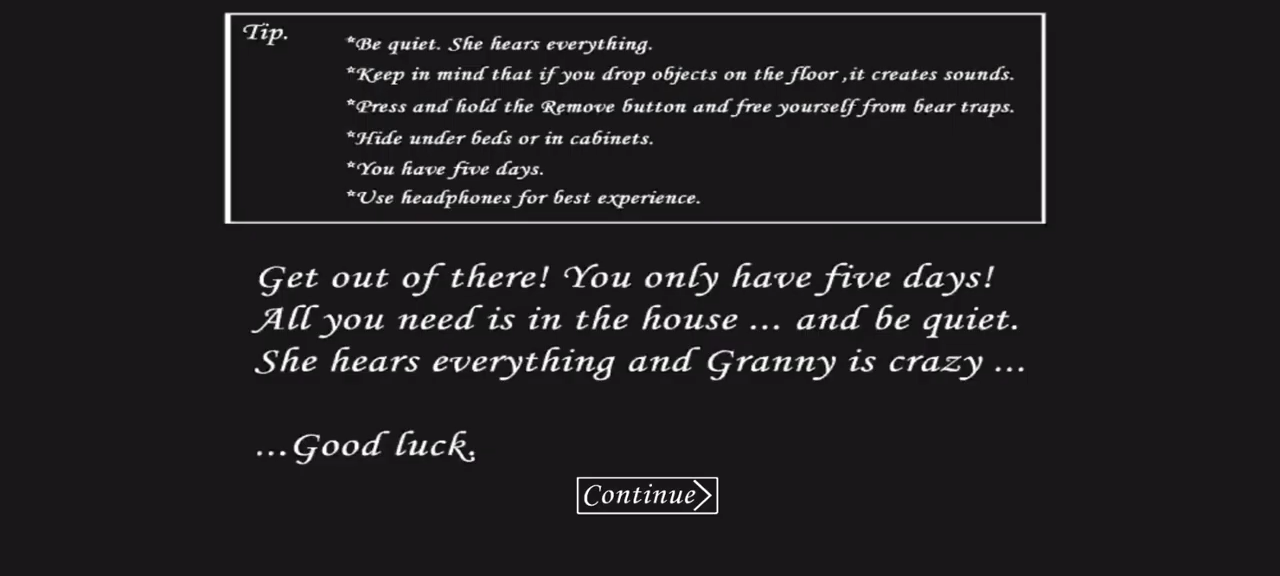 Tip.
*Be quiet. She hears everything.
*Keep in mind that if you drop objects on the floor ,it creates sounds.
*Press and hold the Remove button and free yourself from bear traps.
*Hide under beds or in cabinets.
*You have five days.
*Use headphones for best experience.
Get out of there! You only have five days!
All you need is in the house ... and be quiet.
She hears everything and Granny is crazy ...
...Good luck.
Continue>